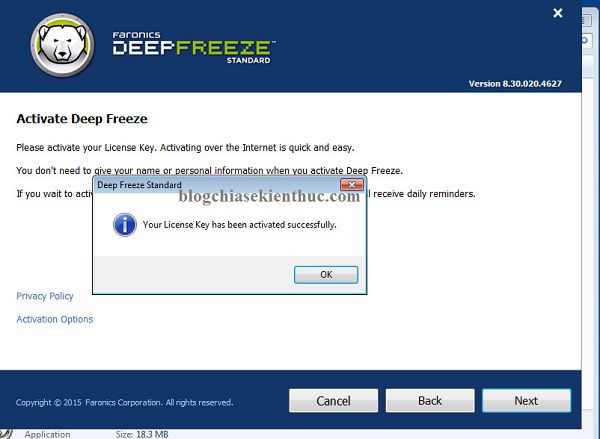 FARONICS
DEEPFREEZE™
STANDARD
Version 8.30.020.4627
Activate Deep Freeze
Please activate your License Key. Activating over the Internet is quick and easy.
You don't need to give your name or personal information when you activate Deep Freeze.
If you wait to activ
l receive daily reminders.
Deep Freeze Standard
blogchiasekienthuc.com
Your License Key has been activated successfully.
OK
Privacy Policy
Activation Options
Copyright © 2015 Faronics Corporation. All rights reserved.
Cancel
Back
Next
Application
Size: 18.3 MB